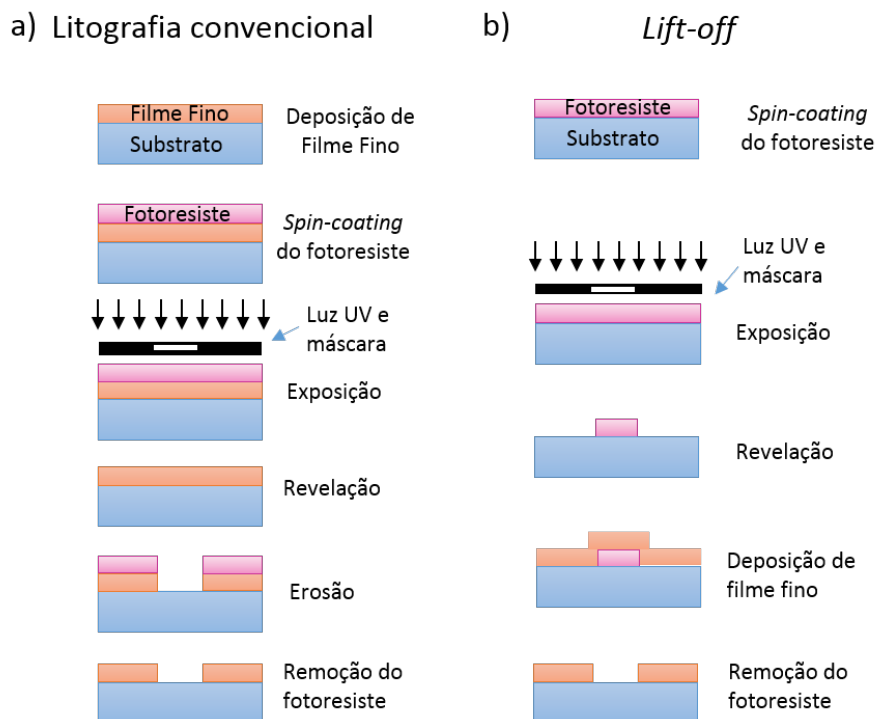 a) Litografia convencional
Filme Fino
Substrato
Deposição de
Filme Fino
Fotoresiste
Spin-coating
do fotoresiste
Luz UV e
máscara
Exposição
Revelação
Erosão
Remoção do
fotoresiste
b) Lift-off
Fotoresiste
Substrato
Spin-coating
do fotoresiste
Luz UV e
máscara
Exposição
Revelação
Deposição de
filme fino
Remoção do
fotoresiste